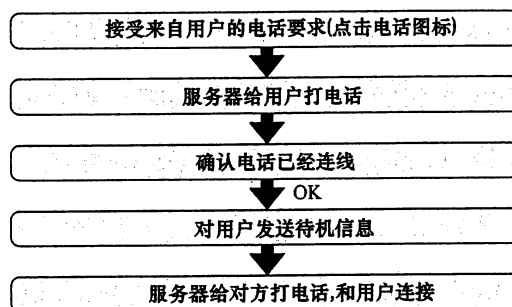 接受来自用户的电话要求(点击电话图标)
服务器给用户打电话
确认电话已经连线
OK
对用户发送待机信息
服务器给对方打电话,和用户连接